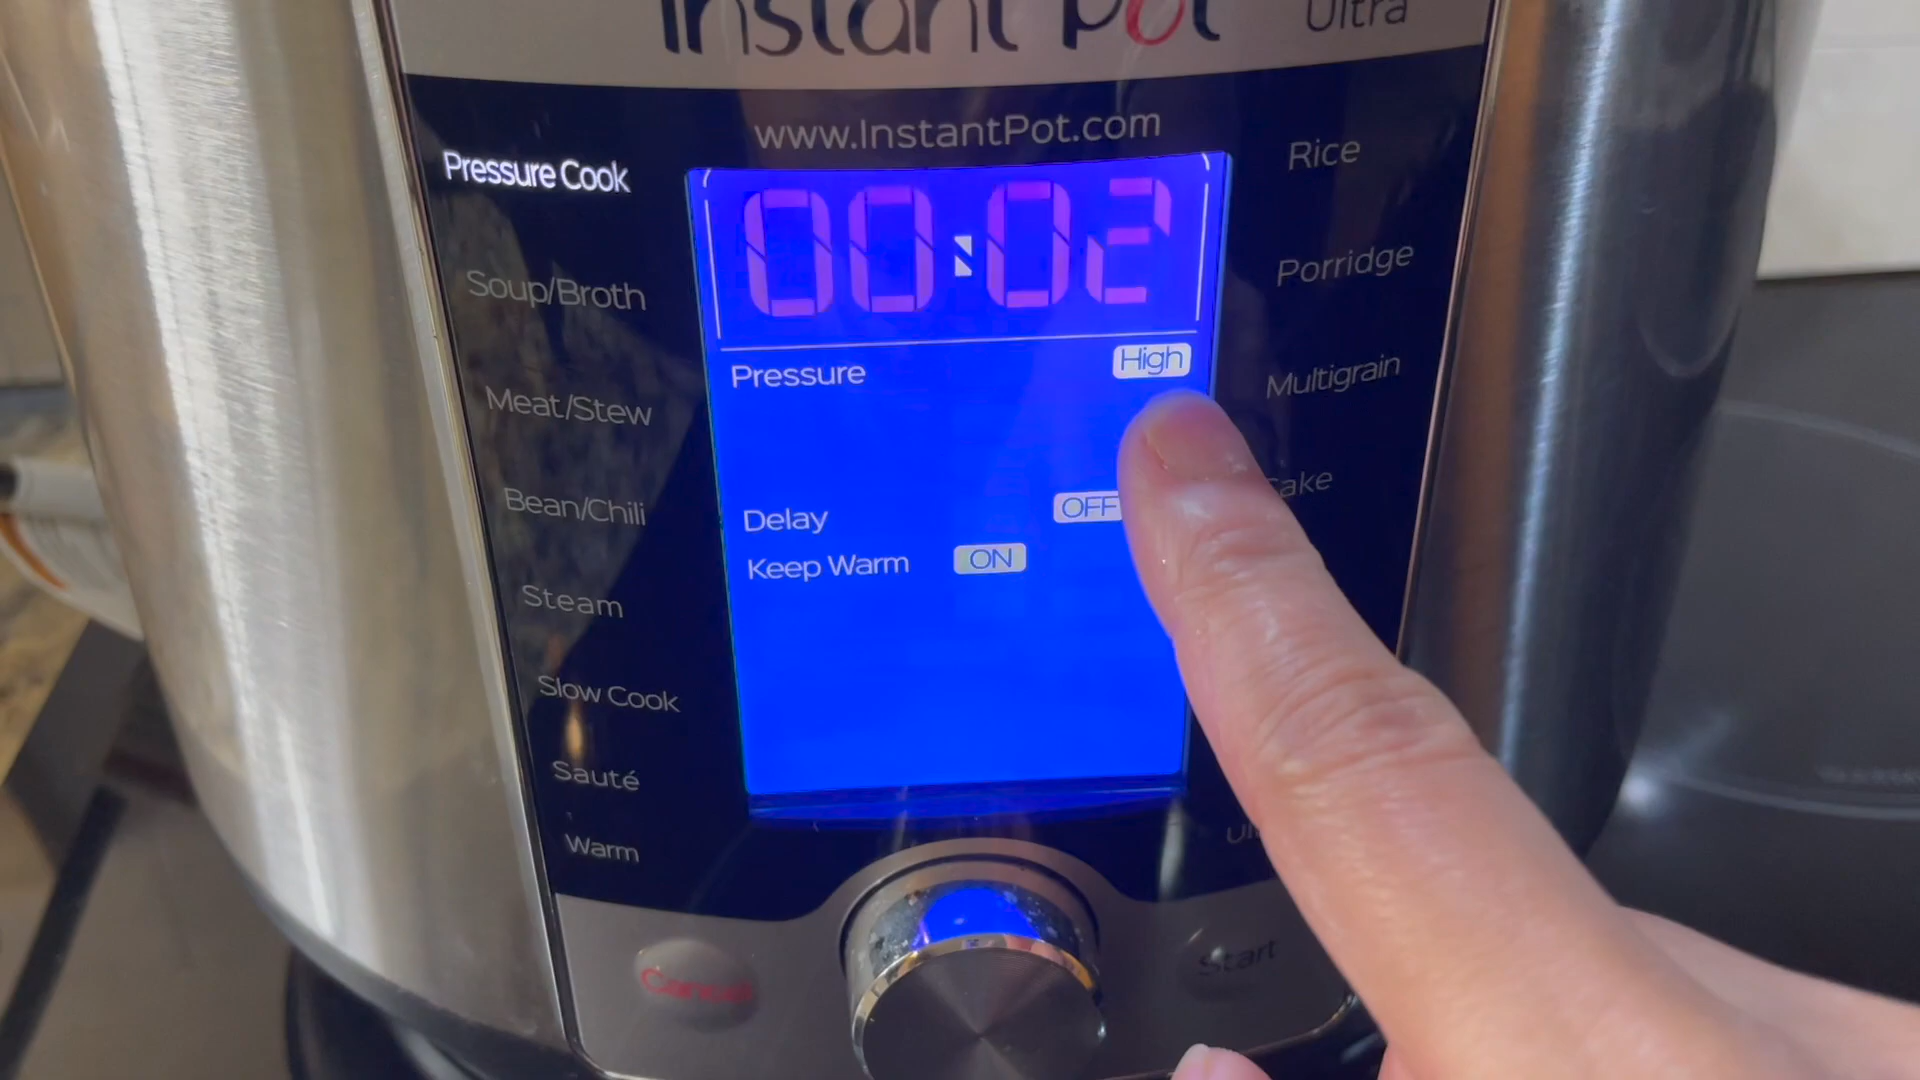 Instant Pot Ultra
www.InstantPot.com
Pressure Cook
Soup/Broth
Meat/Stew
Bean/Chili
Steam
Slow Cook
Sauté
Warm
00:02
Pressure High
Delay OFF
Keep Warm ON
Rice
Porridge
Multigrain
Cancel
Start